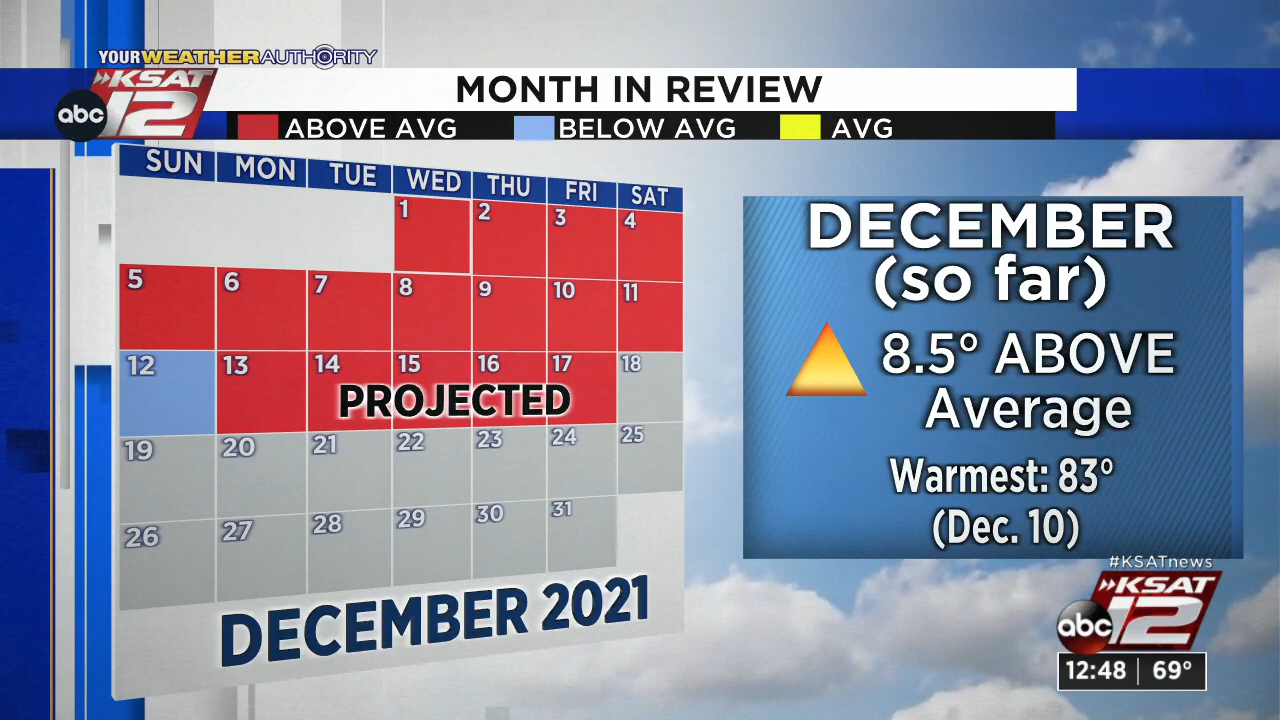 YOUR WEATHER AUTHORITY
KSAT
abc 12
MONTH IN REVIEW
ABOVE AVG BELOW AVG AVG
SUN MON TUE WED THU FRI SAT
1 2 3 4
5 6 7 8 9 10 11
12 13 14 15 16 17 18
PROJECTED
19 20 21 22 23 24 25
26 27 28 29 30 31
DECEMBER 2021
DECEMBER
(so far)
8.5° ABOVE
Average
Warmest: 83°
(Dec. 10)
#KSATnews
KSAT
abc 12
12:48 69°